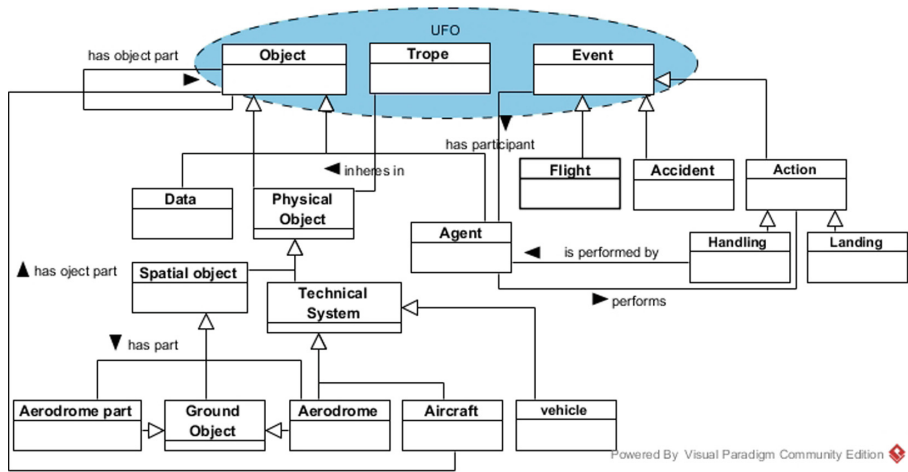 UFO
has object part
Object
Trope
Event
has participant
inheres in
Flight
Accident
Action
Data
Physical
Object
Agent
Handling
Landing
is performed by
has oject part
Spatial object
Technical
System
performs
has part
Aerodrome part
Ground
Object
Aerodrome
Aircraft
vehicle
Powered By Visual Paradigm Community Edition